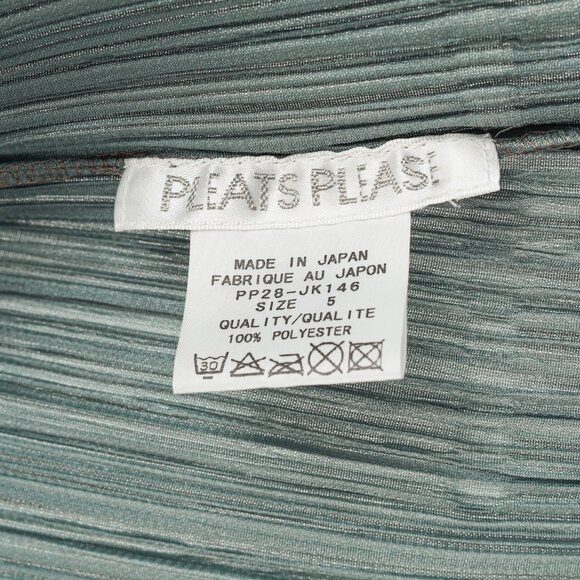 PLEATS PLEASE
MADE IN JAPAN
FABRIQUE AU JAPON
PP28-JK146
SIZE 5
QUALITY/QUALITE
100% POLYESTER
30